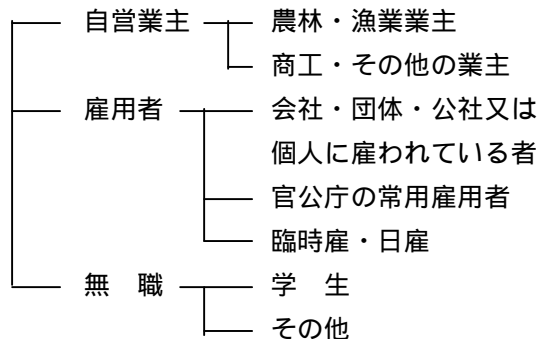 自営業主 農林・漁業業主
商工・その他の業主
雇用者 会社・団体・公社又は
個人に雇われている者
官公庁の常用雇用者
臨時雇・日雇
無　職 学　生
その他